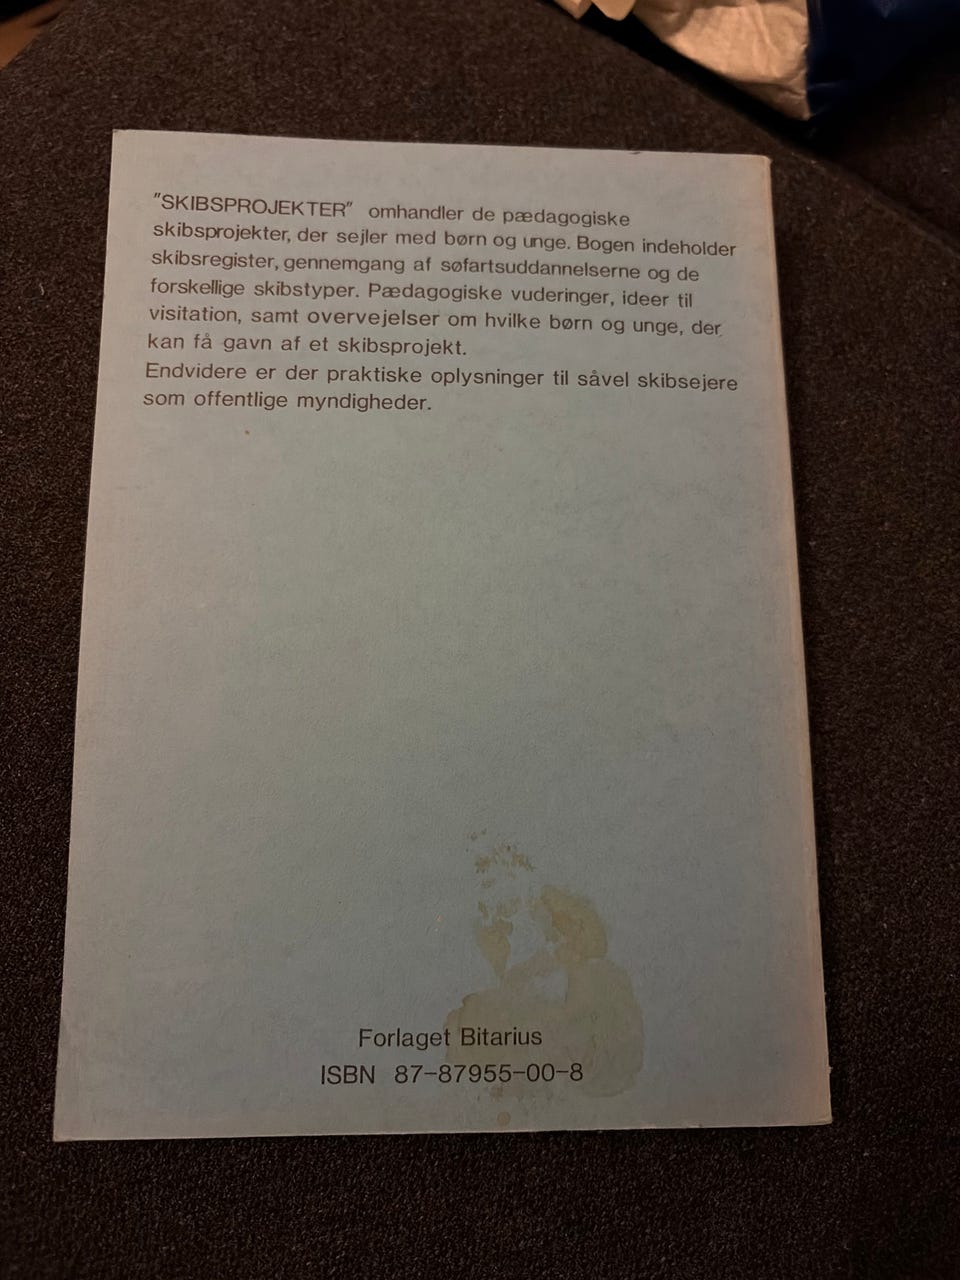 "SKIBSPROJEKTER" omhandler de pædagogiske
skibsprojekter, der sejler med børn og unge. Bogen indeholder
skibsregister, gennemgang af søfartsuddannelserne og de
forskellige skibstyper. Pædagogiske vuderinger, ideer til
visitation, samt overvejelser om hvilke børn og unge, der
kan få gavn af et skibsprojekt.
Endvidere er der praktiske oplysninger til såvel skibsejere
som offentlige myndigheder.
Forlaget Bitarius
ISBN 87-87955-00-8